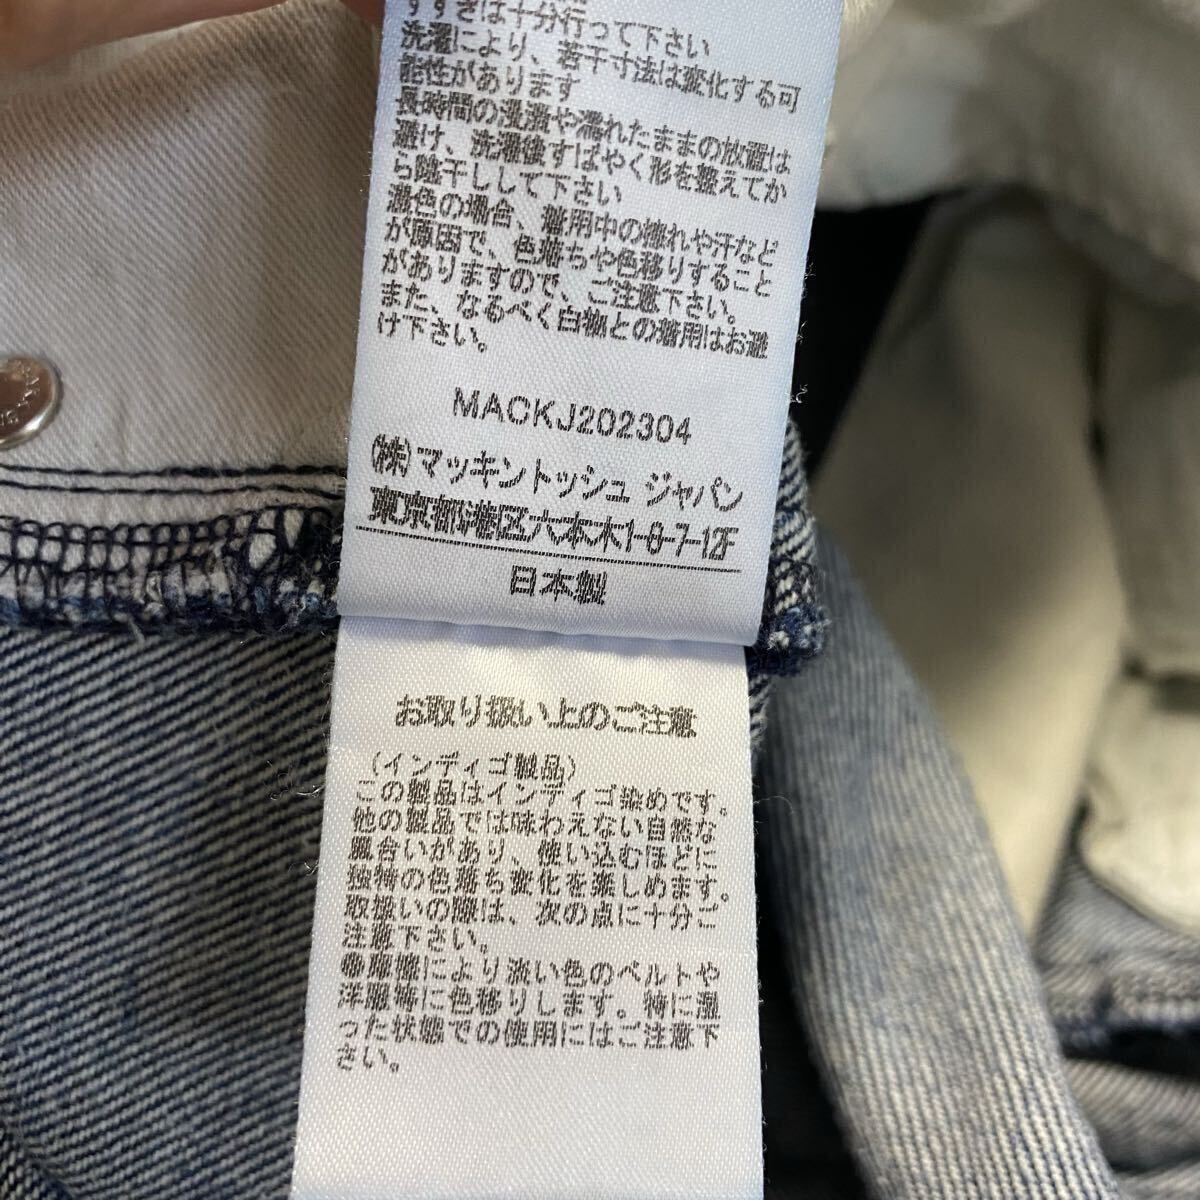 すすぎは十分行って下さい
洗濯により、若干寸法は変化する可
能性があります
長時間の浸漬や濡れたままの放置は
避け、洗濯後すばやく形を整えてか
ら陰干しして下さい
濃色の場合、着用中の擦れや汗など
が原因で、色落ちや色移りすること
がありますので、ご注意下さい。
また、なるべく白物との着用はお避
け下さい。
MACKJ202304
(株)マッキントッシュ ジャパン
東京都港区六本木1-8-7-12F
日本製
お取り扱い上のご注意
(インディゴ製品)
この製品はインディゴ染めです。
他の製品では味わえない自然な
風合いがあり、使い込むほどに
独特の色落ち変化を楽しめます。
取扱いの際は、次の点に十分ご
注意下さい。
●摩擦により淡い色のベルトや
洋服等に色移りします。特に湿
った状態での使用にはご注意下
さい。